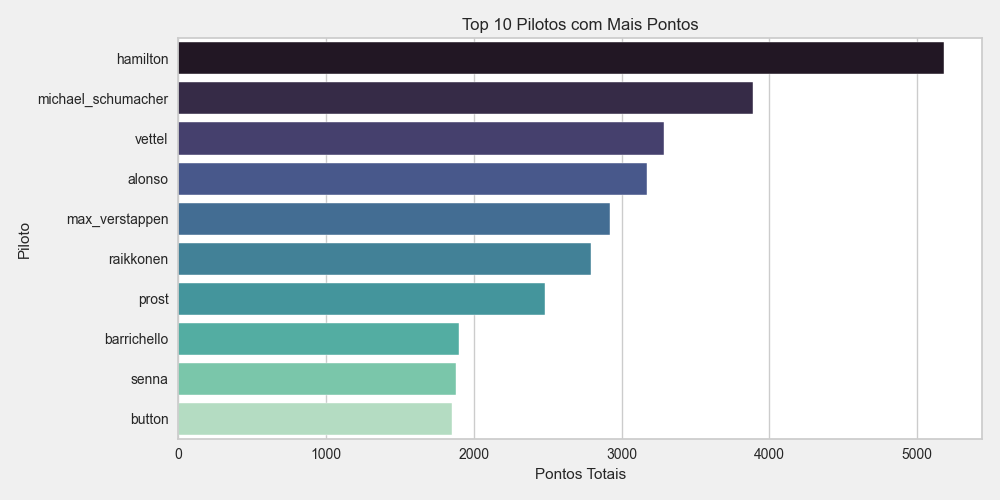 Top 10 Pilotos com Mais Pontos
hamilton
michael_schumacher
vettel
alonso
max_verstappen
raikkonen
prost
barrichello
senna
button
Piloto
0 1000 2000 3000 4000 5000
Pontos Totais